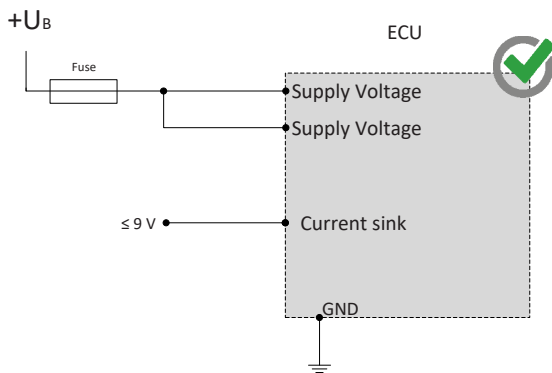 +UB
ECU
Fuse
Supply Voltage
Supply Voltage
≤ 9 V
Current sink
GND